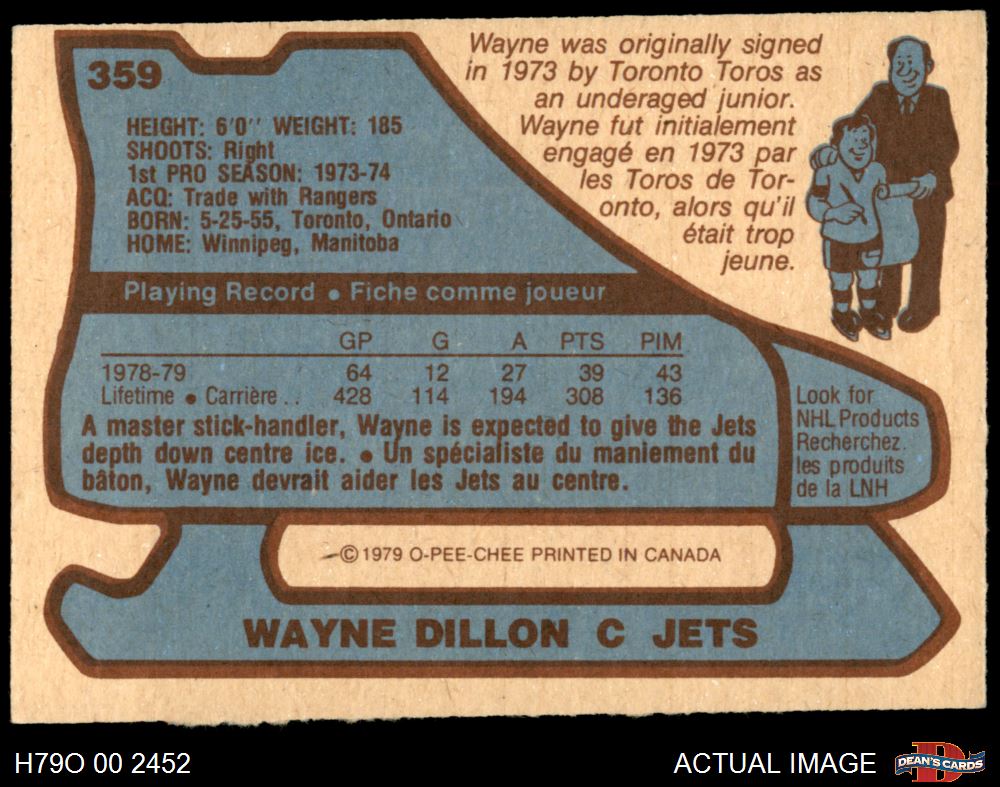 359
HEIGHT: 6'0'' WEIGHT: 185
SHOOTS: Right
1st PRO SEASON: 1973-74
ACQ: Trade with Rangers
BORN: 5-25-55, Toronto, Ontario
HOME: Winnipeg, Manitoba
Wayne was originally signed
in 1973 by Toronto Toros as
an underaged junior.
Wayne fut initialement
engagé en 1973 par
les Toros de Tor-
onto, alors qu'il
était trop
jeune.
Playing Record • Fiche comme joueur
GP G A PTS PIM
1978-79 64 12 27 39 43
Lifetime • Carrière . . 428 114 194 308 136
A master stick-handler, Wayne is expected to give the Jets
depth down centre ice. • Un spécialiste du maniement du
bâton, Wayne devrait aider les Jets au centre.
Look for
NHL Products
Recherchez
les produits
de la LNH
© 1979 O-PEE-CHEE PRINTED IN CANADA
WAYNE DILLON C JETS
H79O 00 2452
ACTUAL IMAGE
D
DEAN'S CARDS